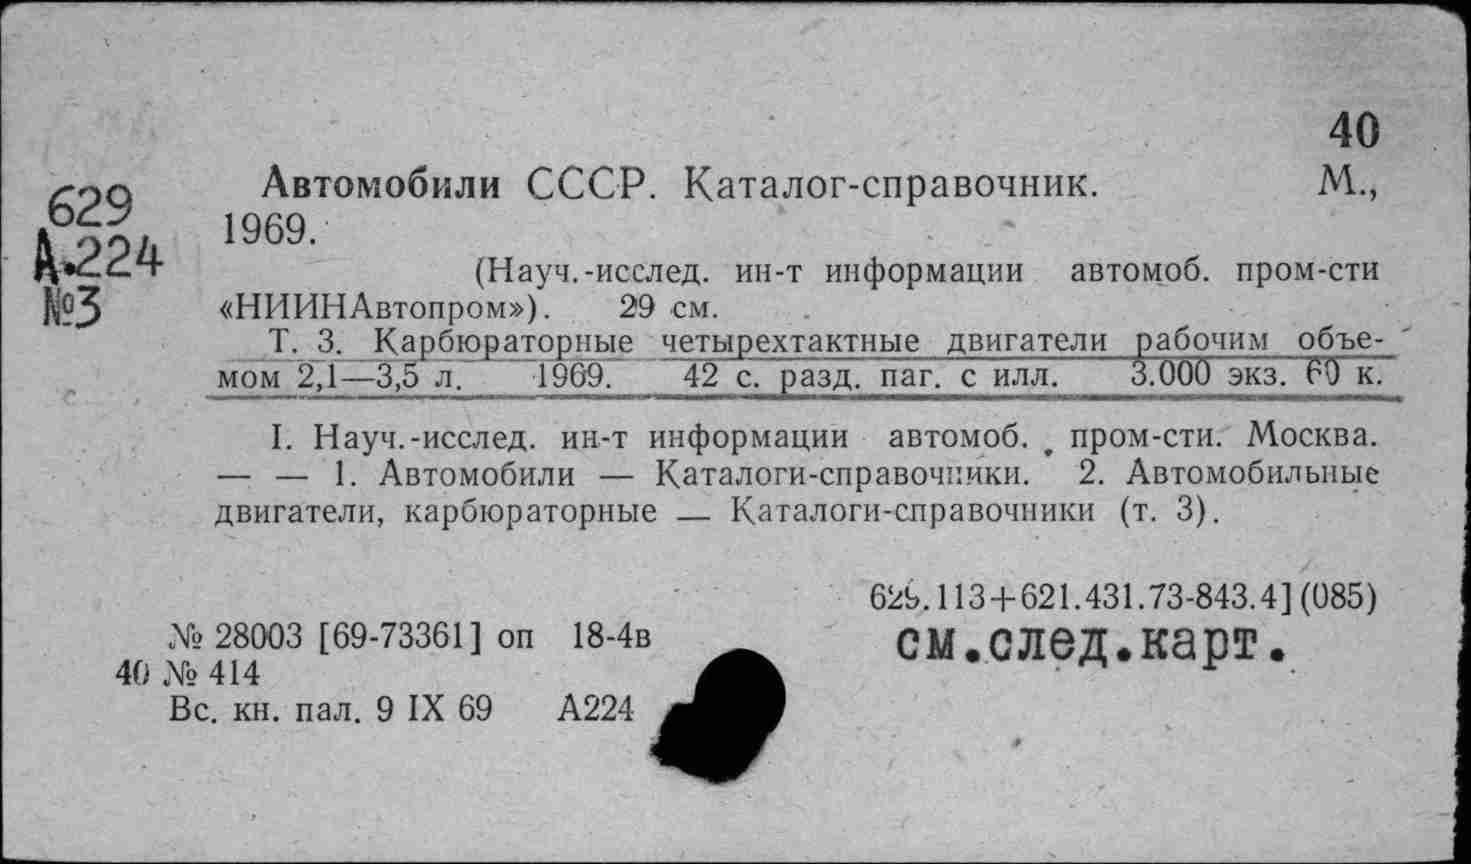 40
629
А.224
№3
Автомобили СССР. Каталог-справочник. М.,
1969.
(Науч.-исслед. ин-т информации автомоб. пром-сти
«НИИНАвтопром»). 29 см.
Т. 3. Карбюраторные четырехтактные двигатели рабочим объе-
мом 2,1—3,5 л. 1969. 42 с. разд. паг. с илл. 3.000 экз. 60 к.
I. Науч.-исслед. ин-т информации автомоб. пром-сти. Москва.
— — 1. Автомобили — Каталоги-справочники. 2. Автомобильные
двигатели, карбюраторные — Каталоги-справочники (т. 3).
629.113+621.431.73-843.4](085)
№ 28003 [69-73361] оп 18-4в
см.след.карт.
40 № 414
Вс. кн. пал. 9 IX 69 А224